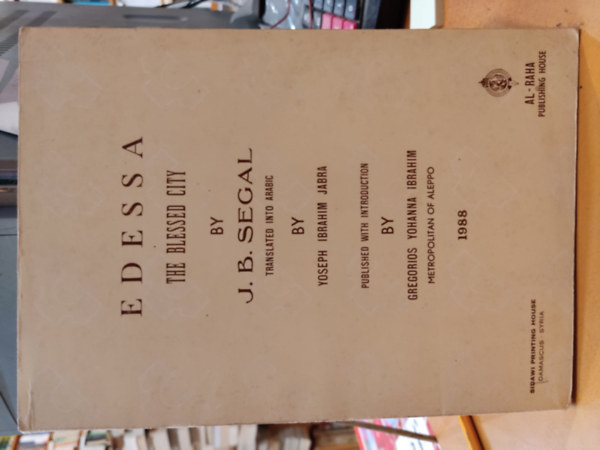 EDESSA
THE BLESSED CITY
BY
J. B. SEGAL
TRANSLATED INTO ARABIC
BY
YOSEPH IBRAHIM JABRA
PUBLISHED WITH INTRODUCTION
BY
GREGORIOS YOHANNA IBRAHIM
METROPOLITAN OF ALEPPO
1988
AL-RAHA
PUBLISHING HOUSE
SIDAWI PRINTING HOUSE
DAMASCUS SYRIA